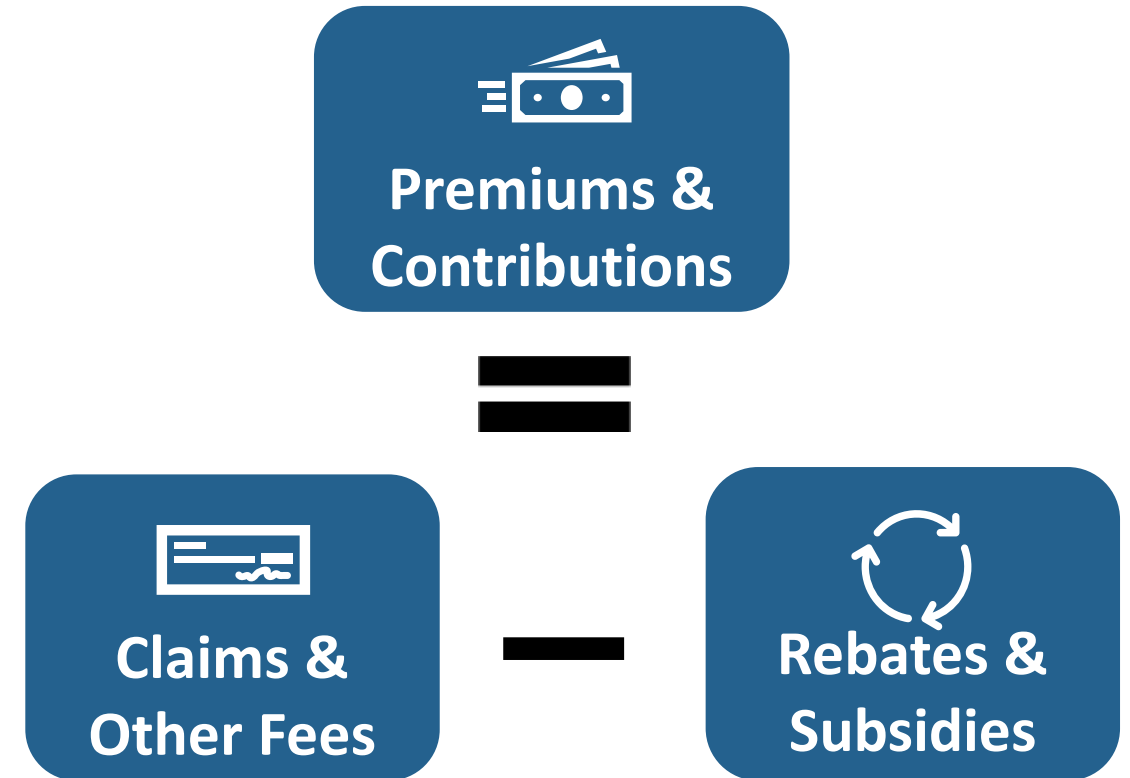 Premiums &
Contributions
Claims &
Other Fees
Rebates &
Subsidies